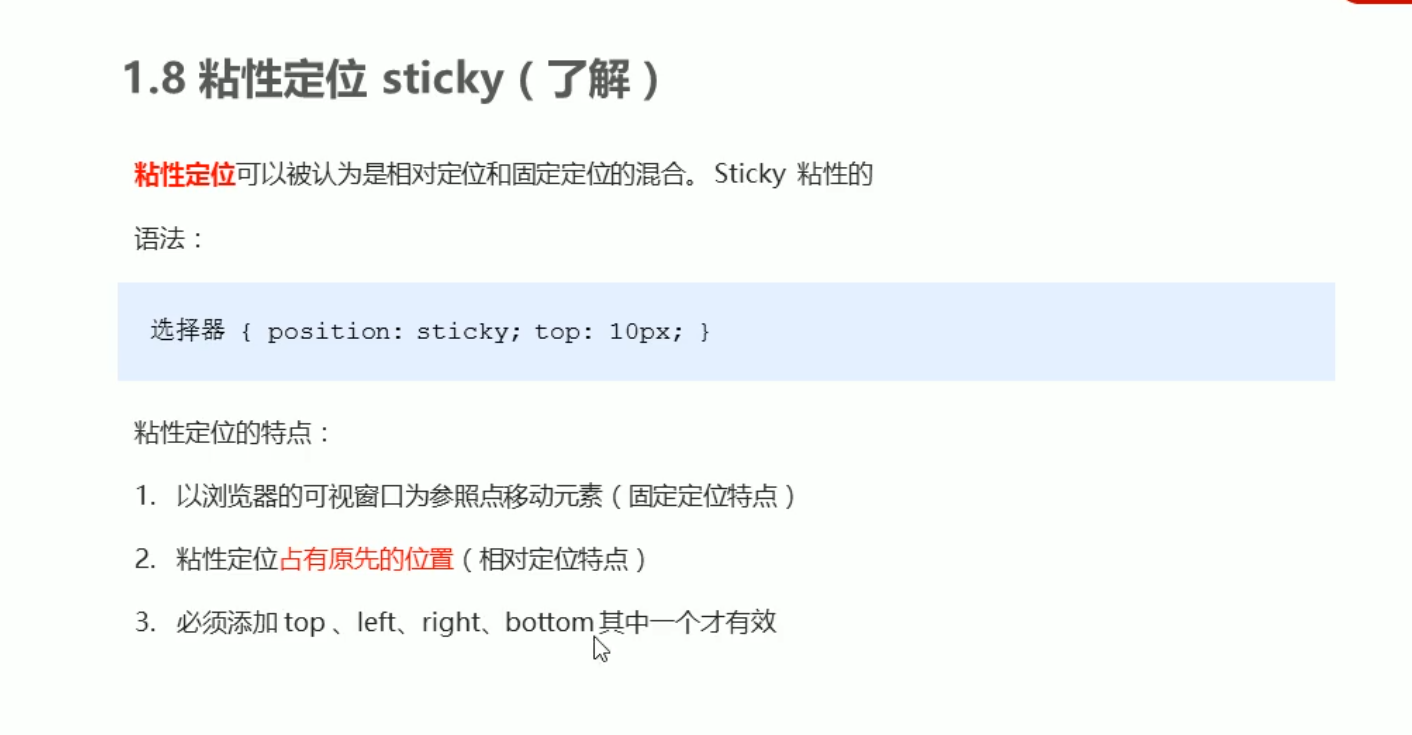 1.8 粘性定位 sticky（了解）
粘性定位可以被认为是相对定位和固定定位的混合。Sticky 粘性的
语法：
选择器 { position: sticky; top: 10px; }
粘性定位的特点：
1. 以浏览器的可视窗口为参照点移动元素（固定定位特点）
2. 粘性定位占有原先的位置（相对定位特点）
3. 必须添加 top 、left、right、bottom 其中一个才有效